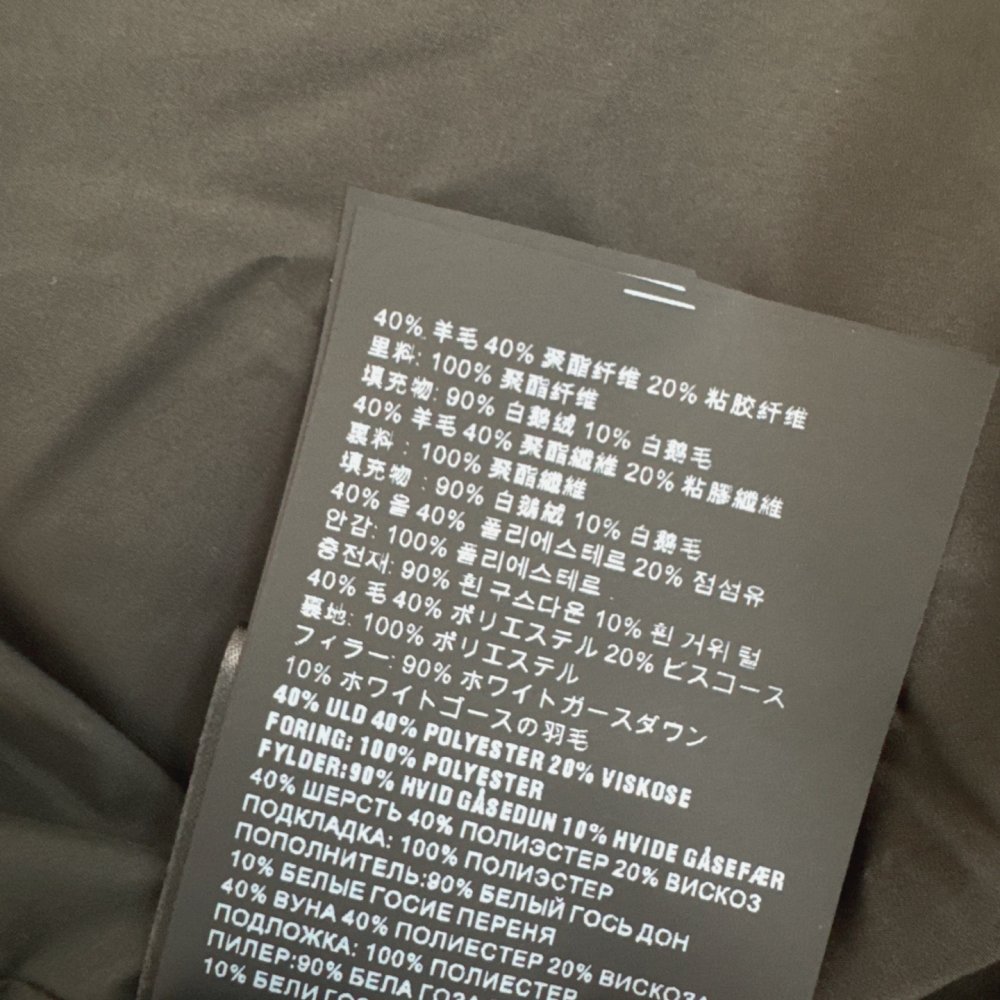 40% 羊毛 40% 聚酯纤维 20% 粘胶纤维
里料: 100% 聚酯纤维
填充物: 90% 白鹅绒 10% 白鹅毛
40% 羊毛 40% 聚酯纖維 20% 粘膠纖維
裏料 : 100% 聚酯纖維
填充物 : 90% 白鵝絨 10% 白鵝毛
40% 울 40% 폴리에스테르 20% 점섬유
안감: 100% 폴리에스테르
충전재: 90% 흰 구스다운 10% 흰 거위 털
40% 毛 40% ポリエステル 20% ビスコース
裏地: 100% ポリエステル
フィラー: 90% ホワイトガースダワン
10% ホワイトゴースの羽毛
40% ULD 40% POLYESTER 20% VISKOSE
FORING: 100% POLYESTER
FYLDER:90% HVID GÅSEDUN 10% HVIDE GÅSEFÆR
40% ШЕРСТЬ 40% ПОЛИЭСТЕР 20% ВИСКОЗ
ПОДКЛАДКА: 100% ПОЛИЭСТЕР
ПОПОЛНИТЕЛЬ:90% БЕЛЫЙ ГОСЬ ДОН
10% БЕЛЫЕ ГОСИЕ ПЕРЕНЯ
40% ВУНА 40% ПОЛИЕСТЕР 20% ВИСКОЗА
ПОДЛОЖКА: 100% ПОЛИЕСТЕР
ПИЛЕР:90% БЕЛА
10% БЕЛИ